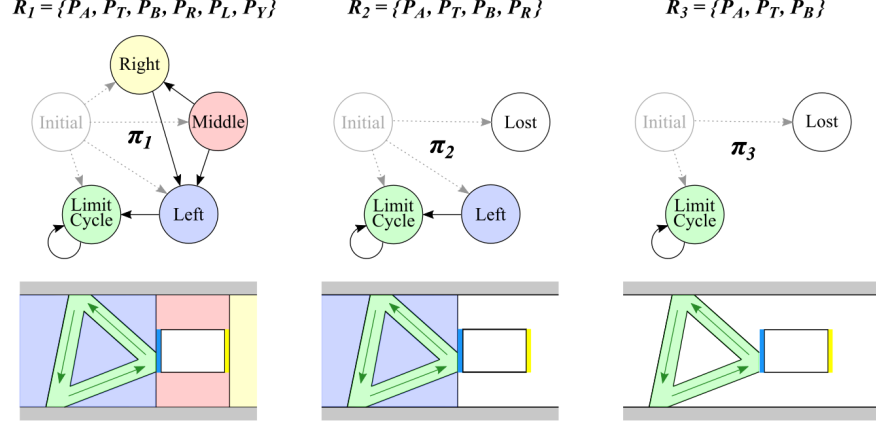 R1 = {PA, PT, PB, PR, PL, PY}
R2 = {PA, PT, PB, PR}
R3 = {PA, PT, PB}
Right
Initial
Middle
π1
Limit
Cycle
Left
Initial
Lost
π2
Limit
Cycle
Left
Initial
Lost
π3
Limit
Cycle